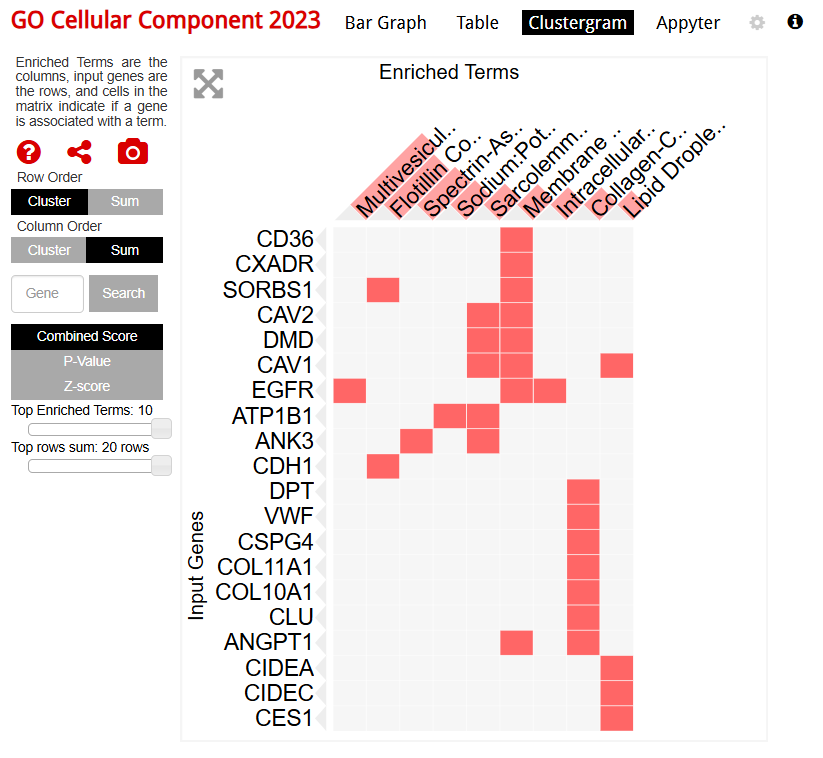 GO Cellular Component 2023
Bar Graph
Table
Clustergram
Appyter
Enriched Terms are the
columns, input genes are
the rows, and cells in the
matrix indicate if a gene
is associated with a term.
Row Order
Cluster
Sum
Column Order
Cluster
Sum
Gene
Search
Combined Score
P-Value
Z-score
Top Enriched Terms: 10
Top rows sum: 20 rows
Enriched Terms
Multivesicul..
Flotillin Co..
Spectrin-As..
Sodium:Pot..
Sarcolemm..
Membrane ..
Intracellular..
Collagen-C..
Lipid Drople..
Input Genes
CD36
CXADR
SORBS1
CAV2
DMD
CAV1
EGFR
ATP1B1
ANK3
CDH1
DPT
VWF
CSPG4
COL11A1
COL10A1
CLU
ANGPT1
CIDEA
CIDEC
CES1